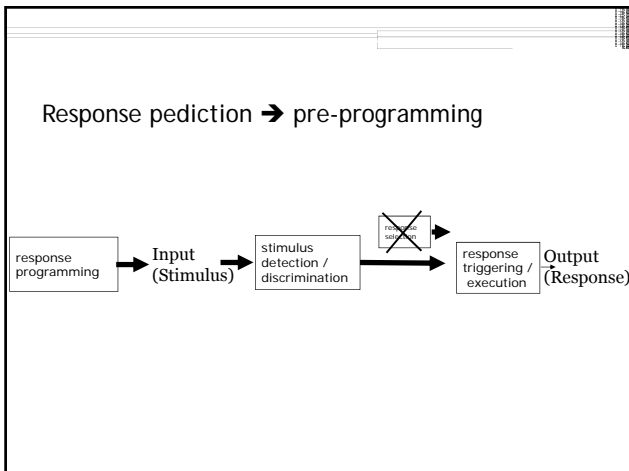 Response pediction ➔ pre-programming
response
selection
response
programming
Input
(Stimulus)
stimulus
detection /
discrimination
response
triggering /
execution
Output
(Response)